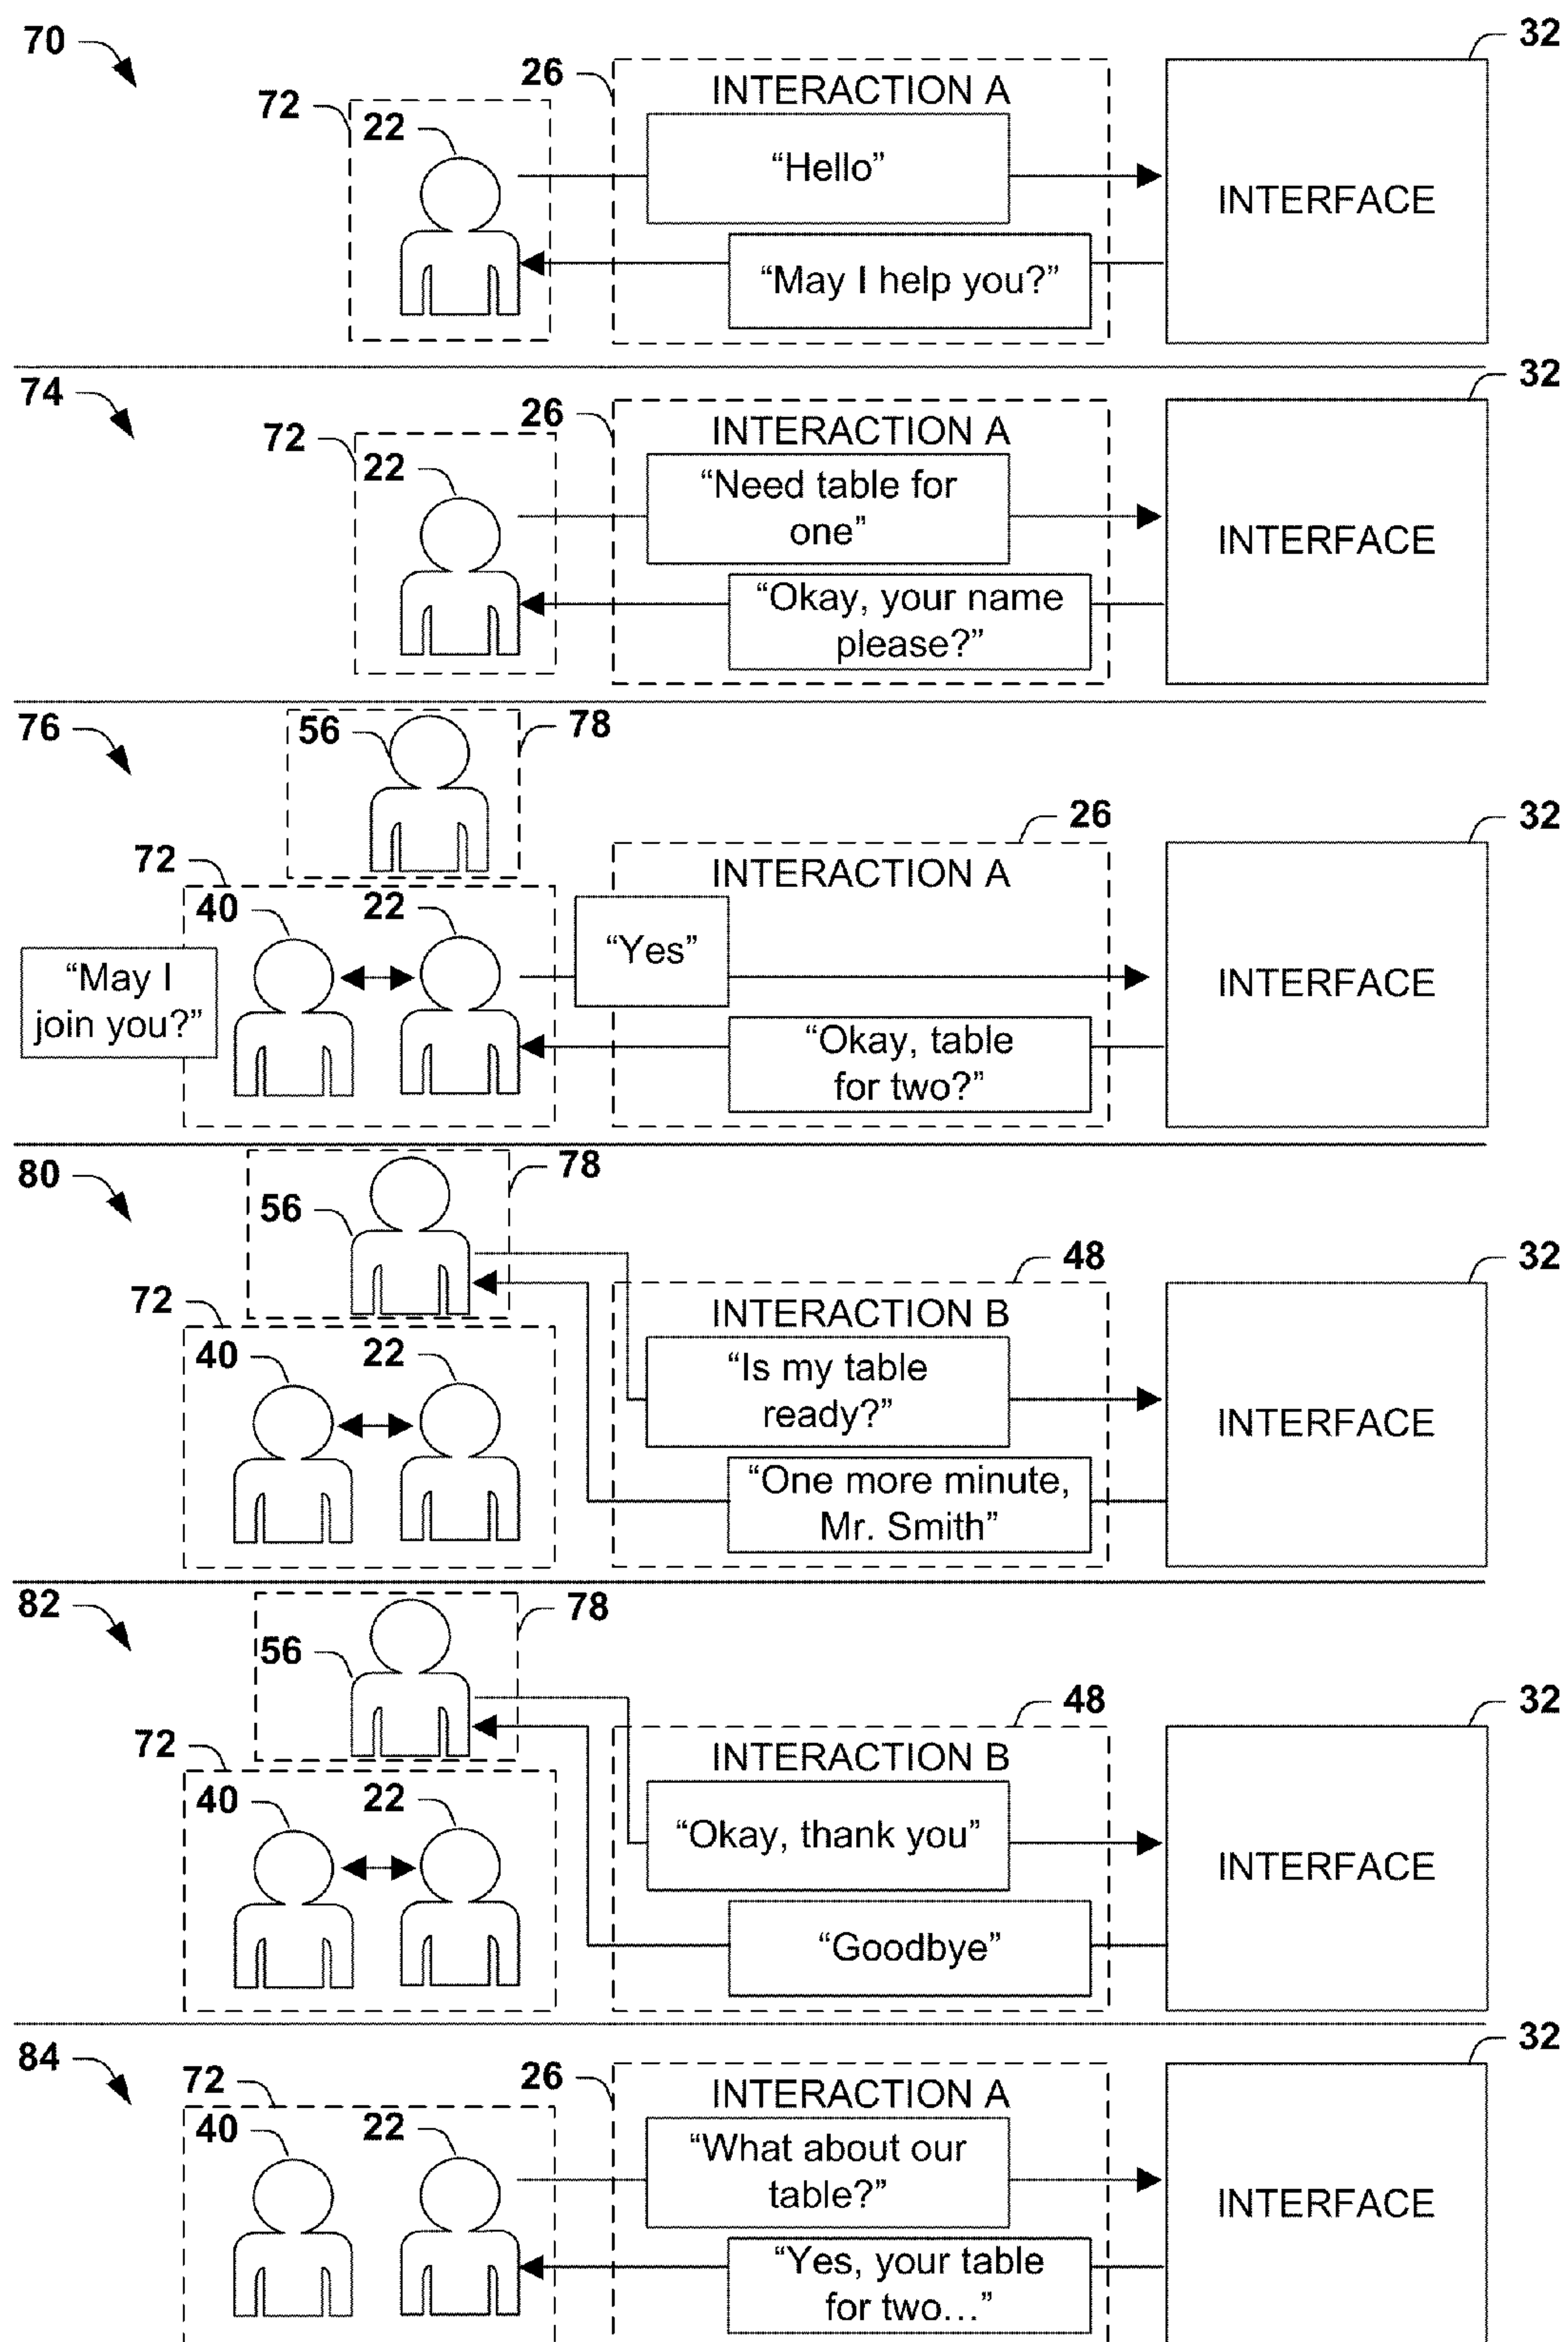 70
32
26
INTERACTION A
72
22
“Hello”
INTERFACE
“May I help you?”
74
32
26
INTERACTION A
72
22
“Need table for
one”
INTERFACE
“Okay, your name
please?”
76
56
78
26
32
72
INTERACTION A
40
22
“Yes”
“May I
join you?”
INTERFACE
“Okay, table
for two?”
80
78
56
48
32
72
INTERACTION B
40
22
“Is my table
ready?”
INTERFACE
“One more minute,
Mr. Smith”
82
78
56
48
32
72
INTERACTION B
40
22
“Okay, thank you”
INTERFACE
“Goodbye”
84
32
72
26
INTERACTION A
40
22
“What about our
table?”
INTERFACE
“Yes, your table
for two...”